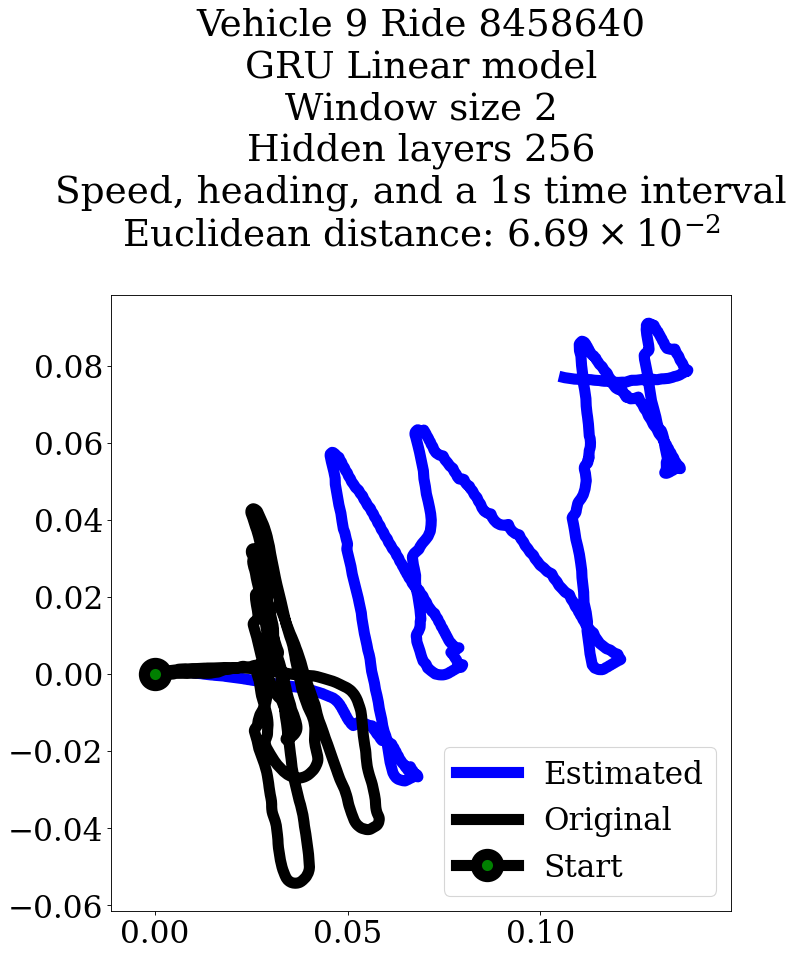 Vehicle 9 Ride 8458640
GRU Linear model
Window size 2
Hidden layers 256
Speed, heading, and a 1s time interval
Euclidean distance: 6.69 × 10⁻²
0.08
0.06
0.04
0.02
0.00
−0.02
−0.04
−0.06
Estimated
Original
Start
0.00 0.05 0.10